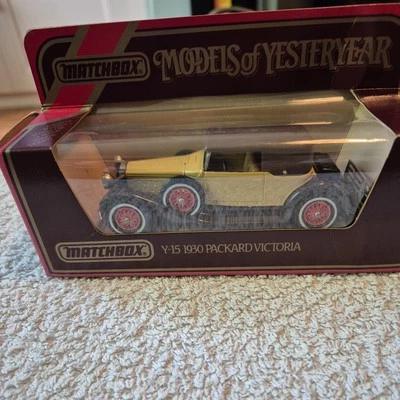 MATCHBOX MODELS of YESTERYEAR
MATCHBOX Y-15 1930 PACKARD VICTORIA